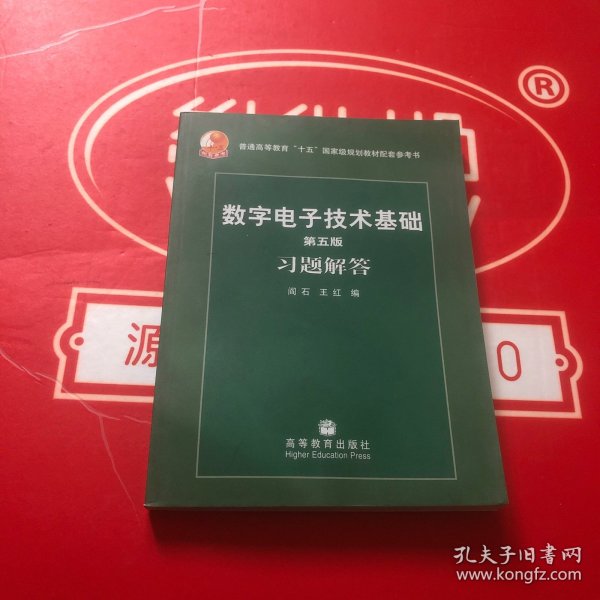 ®
普通高等教育“十五”国家级规划教材配套参考书
数字电子技术基础
第五版
习题解答
阎石 王红 编
源
0
高等教育出版社
Higher Education Press
孔夫子旧书网
www.kongfz.com